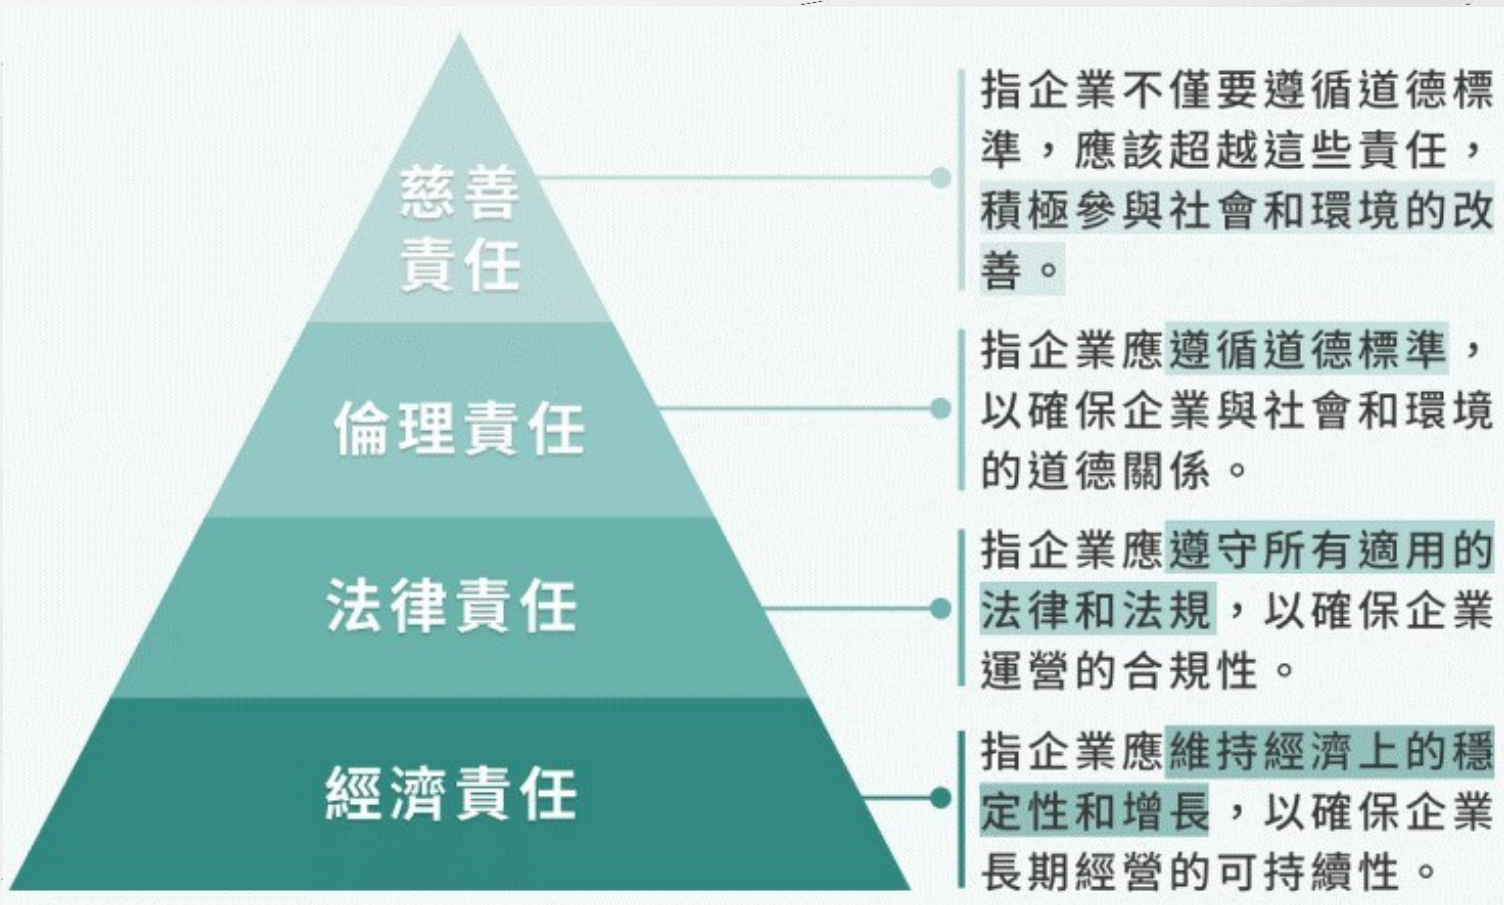 慈善
責任
指企業不僅要遵循道德標
準，應該超越這些責任，
積極參與社會和環境的改
善。
倫理責任
指企業應遵循道德標準，
以確保企業與社會和環境
的道德關係。
法律責任
指企業應遵守所有適用的
法律和法規，以確保企業
運營的合規性。
經濟責任
指企業應維持經濟上的穩
定性和增長，以確保企業
長期經營的可持續性。